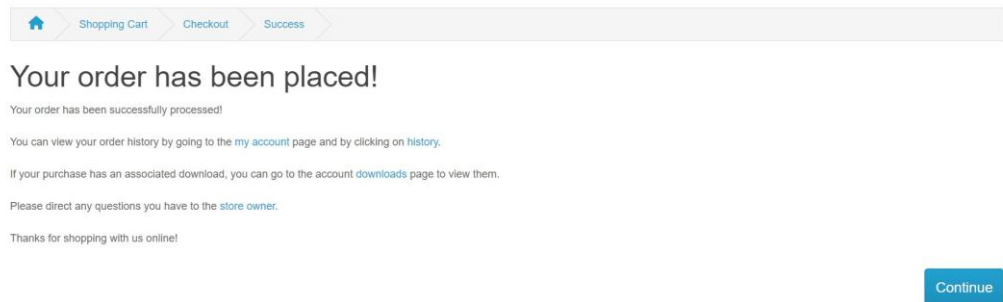 Shopping Cart Checkout Success
Your order has been placed!
Your order has been successfully processed!
You can view your order history by going to the my account page and by clicking on history.
If your purchase has an associated download, you can go to the account downloads page to view them.
Please direct any questions you have to the store owner.
Thanks for shopping with us online!
Continue